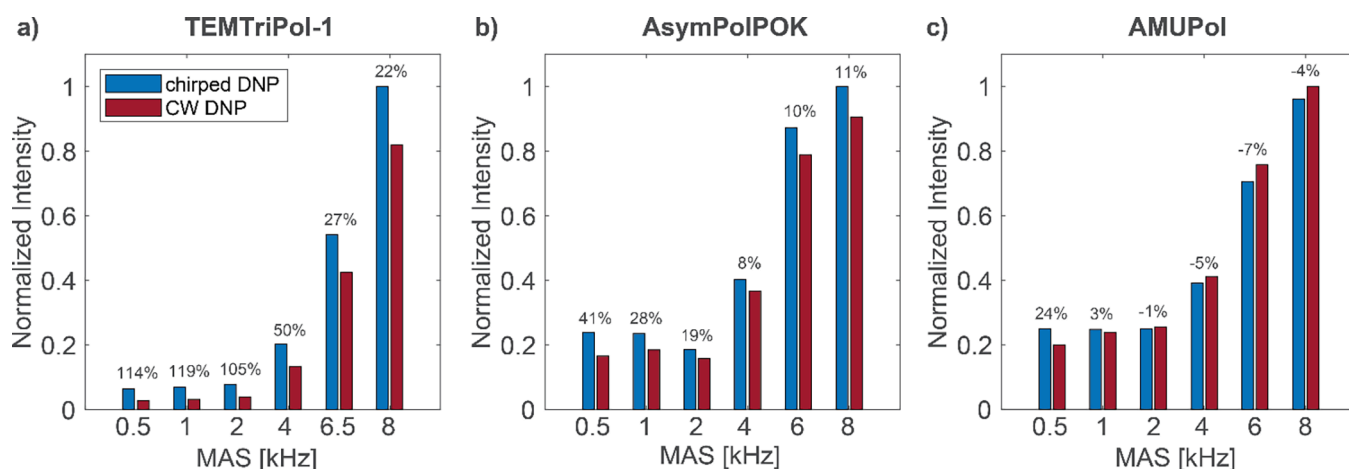 a) TEMTriPol-1
chirped DNP
CW DNP
Normalized Intensity
1
0.8
0.6
0.4
0.2
0
114%
119%
105%
50%
27%
22%
0.5 1 2 4 6.5 8
MAS [kHz]
b) AsymPolPOK
Normalized Intensity
1
0.8
0.6
0.4
0.2
0
41%
28%
19%
8%
10%
11%
0.5 1 2 4 6 8
MAS [kHz]
c) AMUPol
Normalized Intensity
1
0.8
0.6
0.4
0.2
0
24%
3%
-1%
-5%
-7%
-4%
0.5 1 2 4 6 8
MAS [kHz]